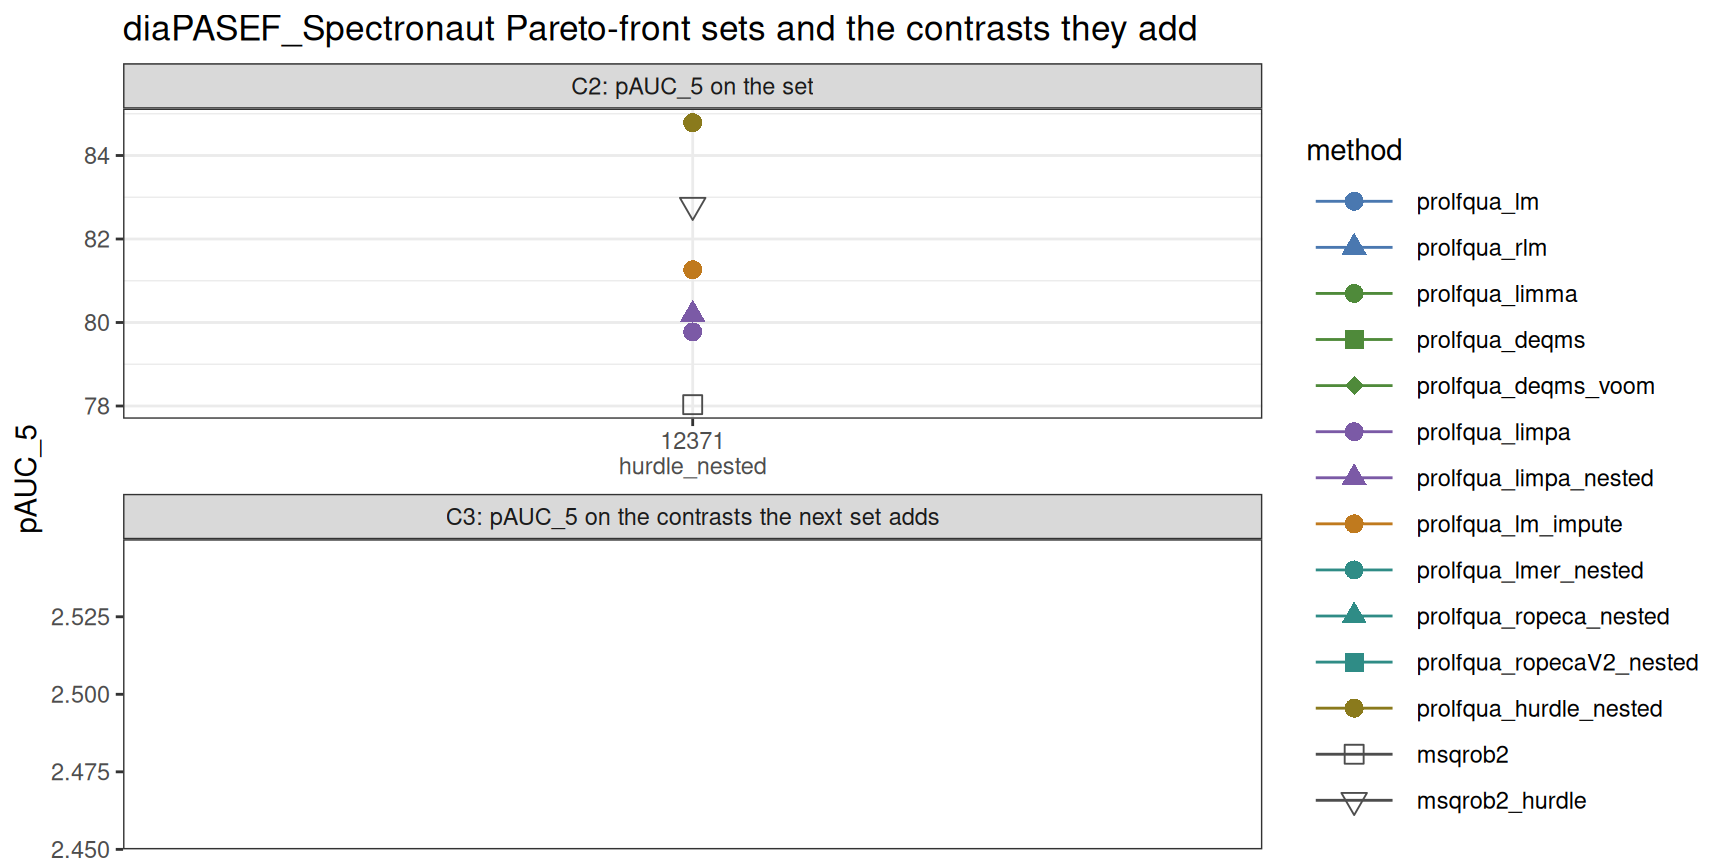 diaPASEF_Spectronaut Pareto-front sets and the contrasts they add
C2: pAUC_5 on the set
84
82
80
78
12371
hurdle_nested
pAUC_5
C3: pAUC_5 on the contrasts the next set adds
2.525
2.500
2.475
2.450
method
prolfqua_lm
prolfqua_rlm
prolfqua_limma
prolfqua_deqms
prolfqua_deqms_voom
prolfqua_limpa
prolfqua_limpa_nested
prolfqua_lm_impute
prolfqua_lmer_nested
prolfqua_ropeca_nested
prolfqua_ropecaV2_nested
prolfqua_hurdle_nested
msqrob2
msqrob2_hurdle